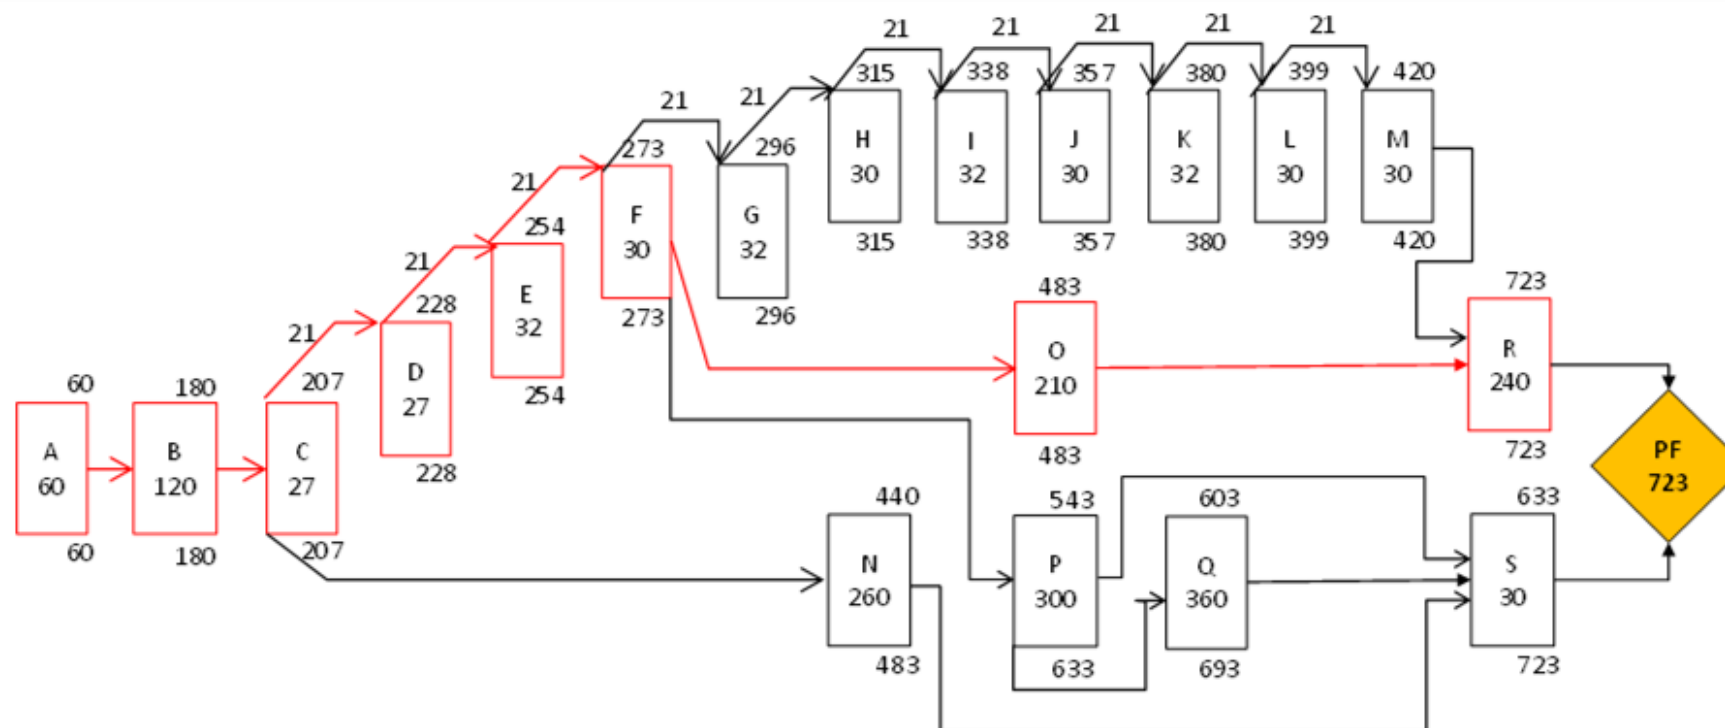 21 21 21 21 21
315 338 357 380 399 420
21 21
H I J K L M
30 32 30 32 30 30
273 296
21
F G
30 32
254 315 338 357 380 399 420
21
228 E
32
273 296
483 723
21
207 D
27
254
O R
210 240
60 180
483 723
228
A B C
60 120 27
PF
723
60 180 207
440 543 603 633
N P Q S
260 300 360 30
483 633 693 723